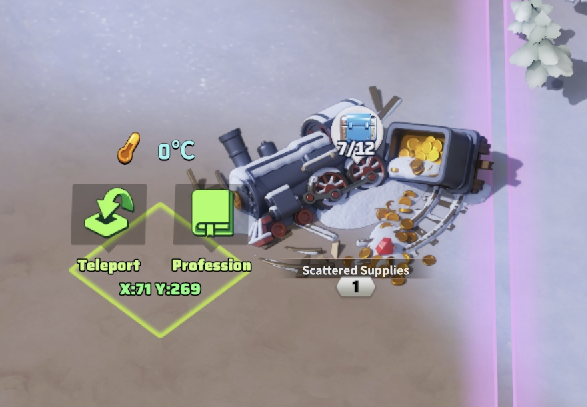 7/12
0°C
Teleport
Profession
X:71 Y:269
Scattered Supplies
1